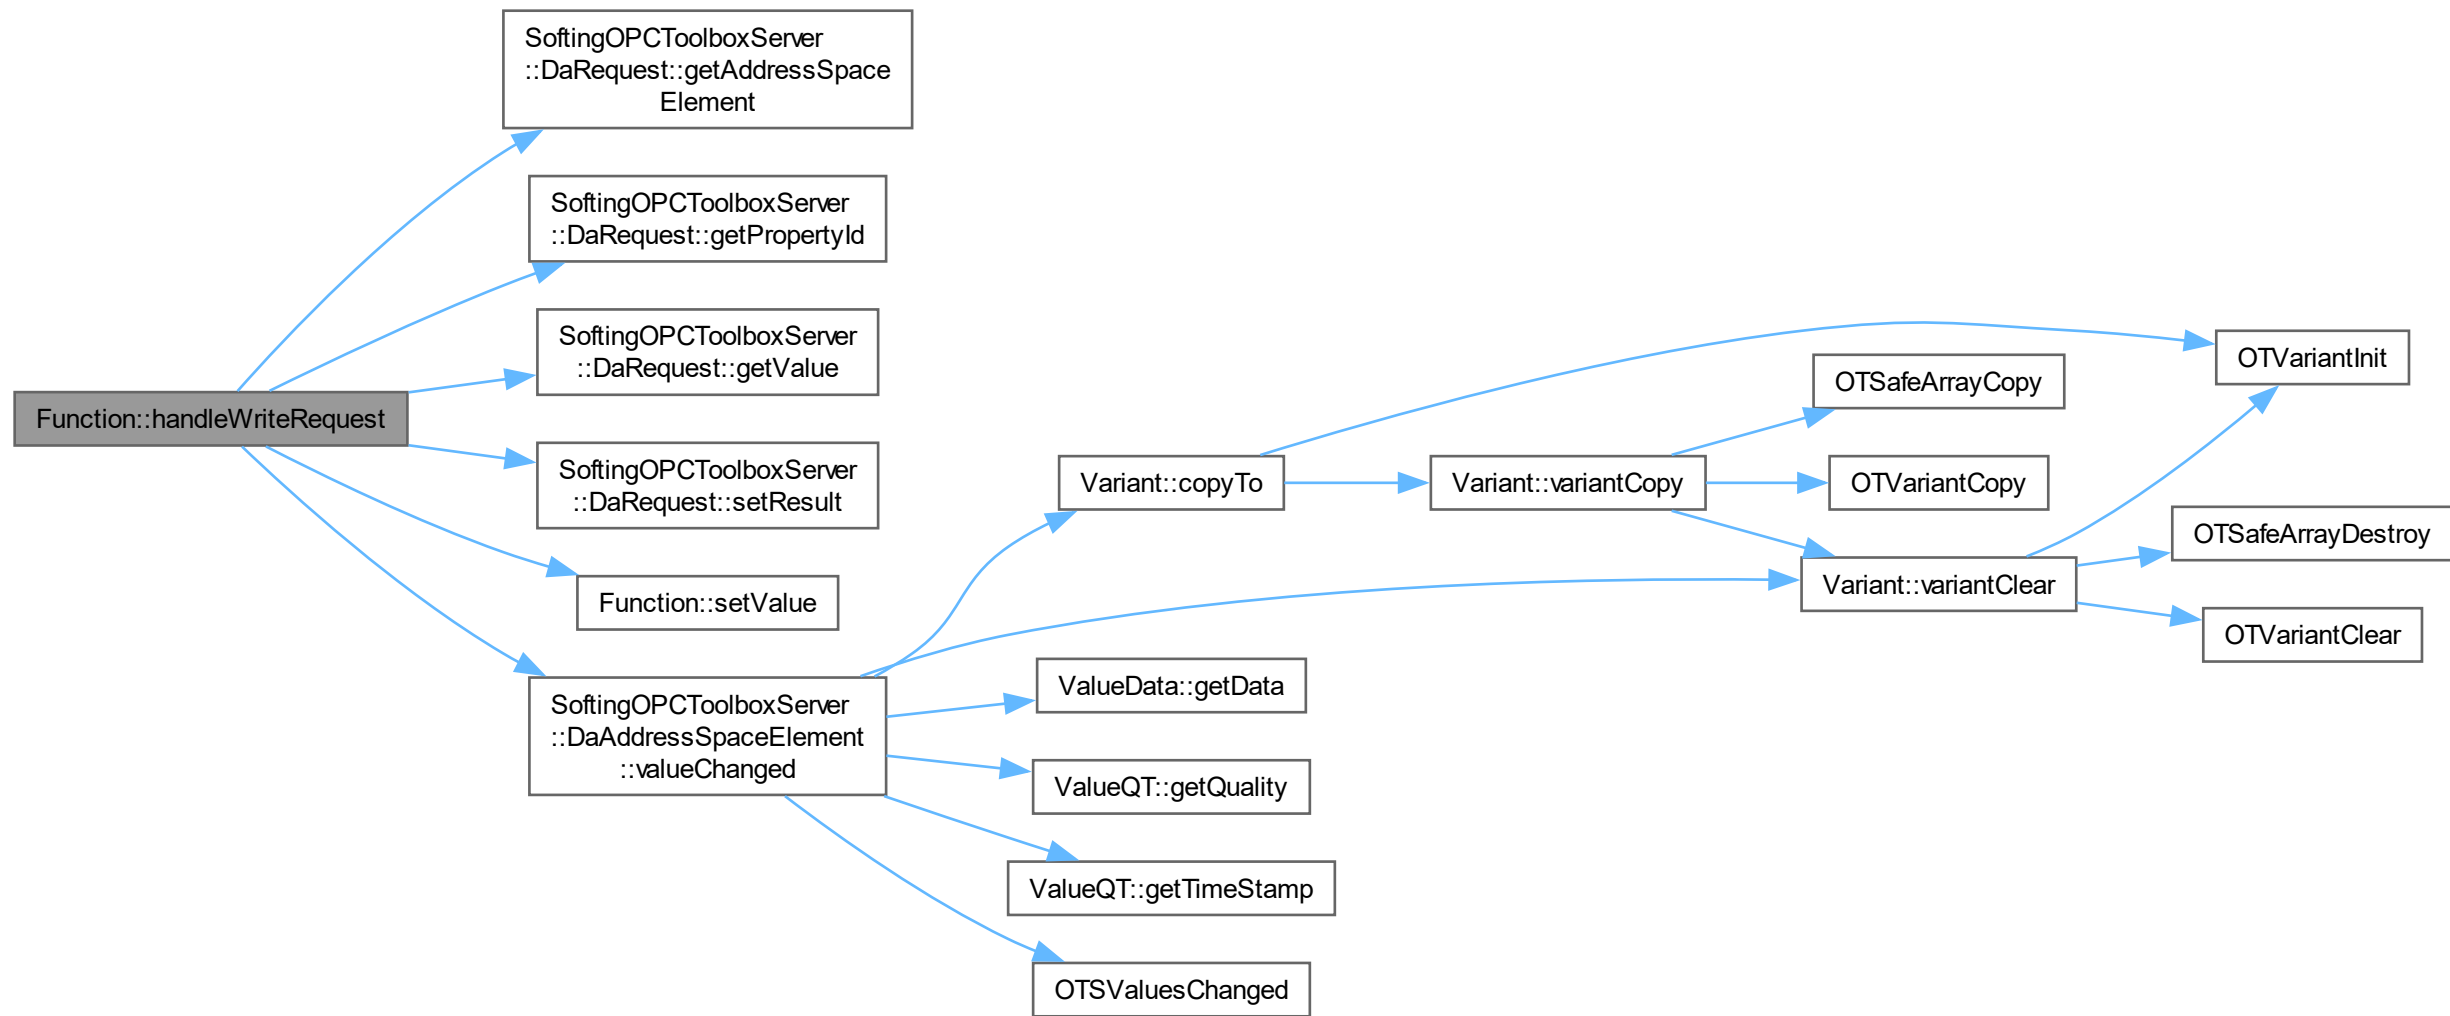 Function::handleWriteRequest
SoftingOPCToolboxServer
::DaRequest::getAddressSpace
Element
SoftingOPCToolboxServer
::DaRequest::getPropertyId
SoftingOPCToolboxServer
::DaRequest::getValue
SoftingOPCToolboxServer
::DaRequest::setResult
Function::setValue
SoftingOPCToolboxServer
::DaAddressSpaceElement
::valueChanged
Variant::copyTo
ValueData::getData
ValueQT::getQuality
ValueQT::getTimeStamp
OTSValuesChanged
Variant::variantCopy
OTSafeArrayCopy
OTVariantCopy
Variant::variantClear
OTVariantInit
OTSafeArrayDestroy
OTVariantClear